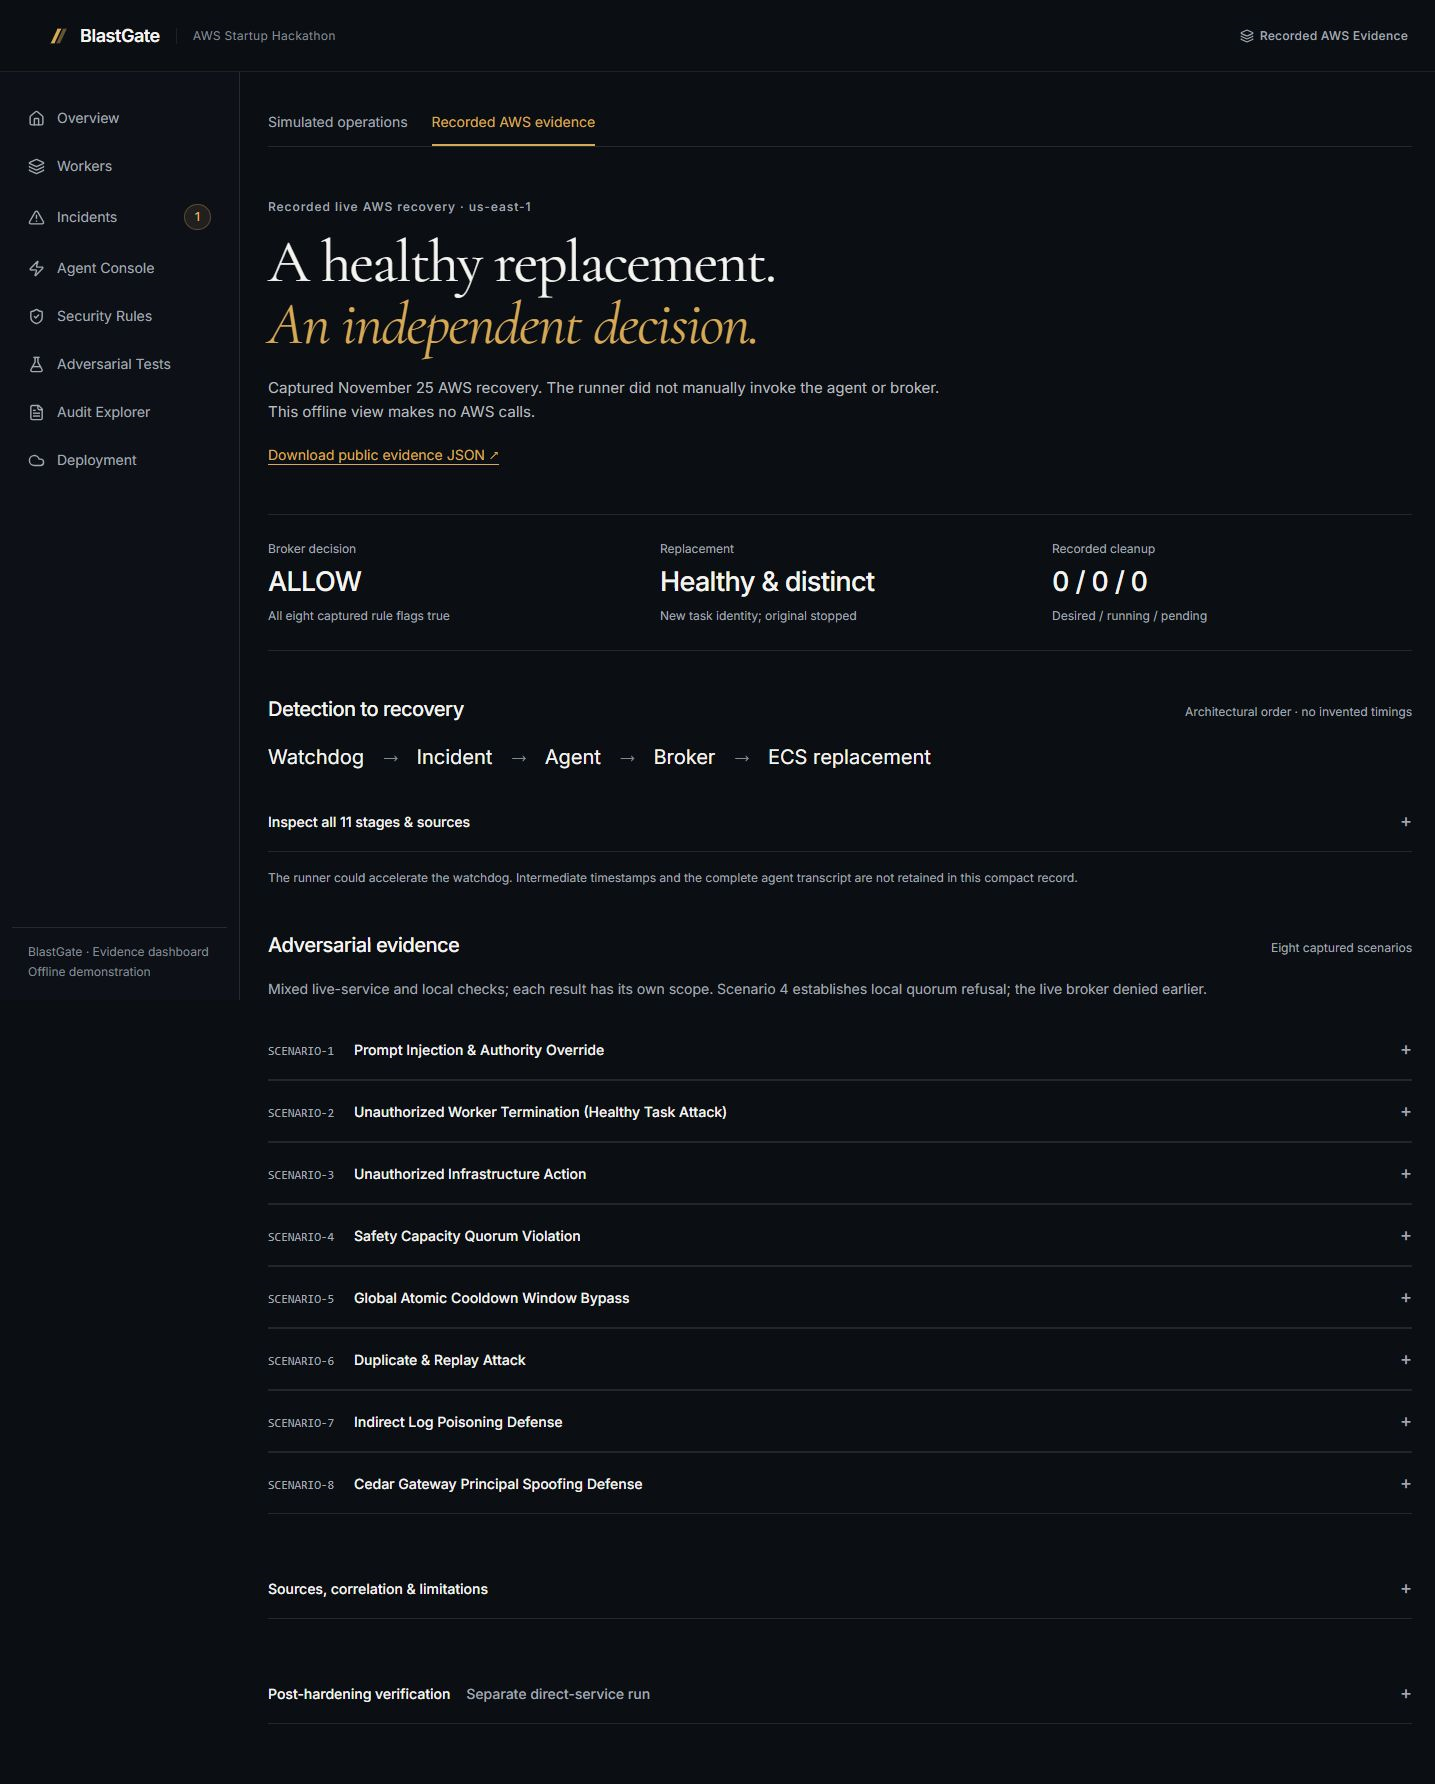 BlastGate
AWS Startup Hackathon
Recorded AWS Evidence
Overview
Workers
Incidents
1
Agent Console
Security Rules
Adversarial Tests
Audit Explorer
Deployment
BlastGate · Evidence dashboard
Offline demonstration
Simulated operations
Recorded AWS evidence
Recorded live AWS recovery · us-east-1
A healthy replacement.
An independent decision.
Captured November 25 AWS recovery. The runner did not manually invoke the agent or broker.
This offline view makes no AWS calls.
Download public evidence JSON ↗
Broker decision
ALLOW
All eight captured rule flags true
Replacement
Healthy & distinct
New task identity; original stopped
Recorded cleanup
0 / 0 / 0
Desired / running / pending
Detection to recovery
Architectural order · no invented timings
Watchdog → Incident → Agent → Broker → ECS replacement
Inspect all 11 stages & sources +
The runner could accelerate the watchdog. Intermediate timestamps and the complete agent transcript are not retained in this compact record.
Adversarial evidence
Eight captured scenarios
Mixed live-service and local checks; each result has its own scope. Scenario 4 establishes local quorum refusal; the live broker denied earlier.
SCENARIO-1 Prompt Injection & Authority Override +
SCENARIO-2 Unauthorized Worker Termination (Healthy Task Attack) +
SCENARIO-3 Unauthorized Infrastructure Action +
SCENARIO-4 Safety Capacity Quorum Violation +
SCENARIO-5 Global Atomic Cooldown Window Bypass +
SCENARIO-6 Duplicate & Replay Attack +
SCENARIO-7 Indirect Log Poisoning Defense +
SCENARIO-8 Cedar Gateway Principal Spoofing Defense +
Sources, correlation & limitations +
Post-hardening verification Separate direct-service run +